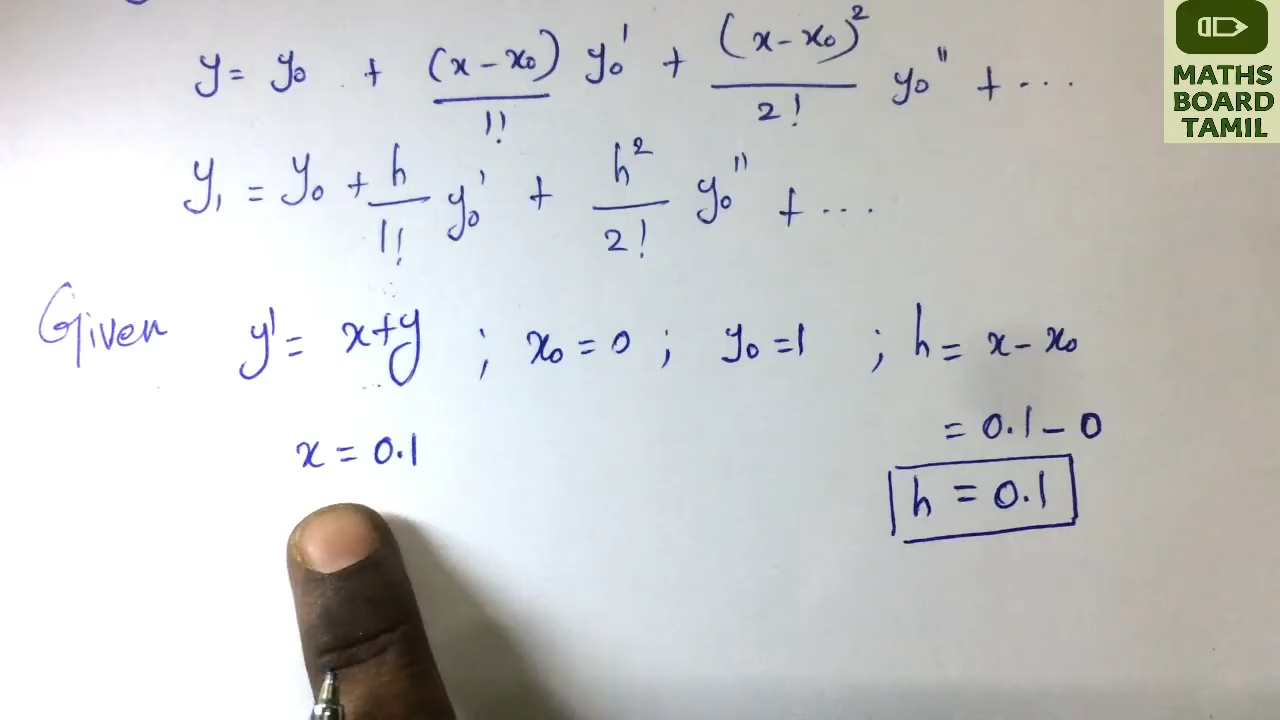 y = y₀ + (x - x₀)/1! y₀' + (x - x₀)²/2! y₀'' + ...
MATHS
BOARD
TAMIL
y₁ = y₀ + h/1! y₀' + h²/2! y₀'' + ...
Given y' = x+y ; x₀ = 0 ; y₀ = 1 ; h = x - x₀
x = 0.1
= 0.1 - 0
h = 0.1